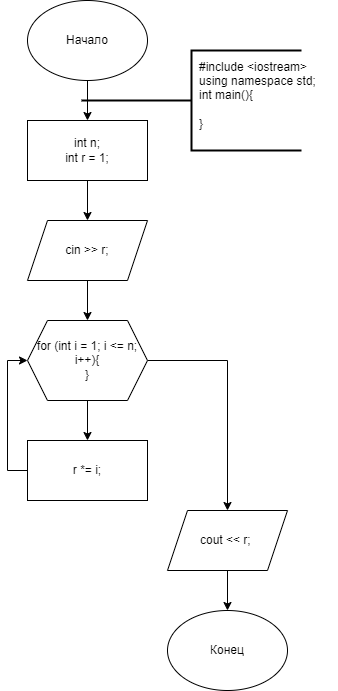 Начало
#include <iostream>
using namespace std;
int main(){
}
int n;
int r = 1;
cin >> r;
for (int i = 1; i <= n;
i++){
}
r *= i;
cout << r;
Конец